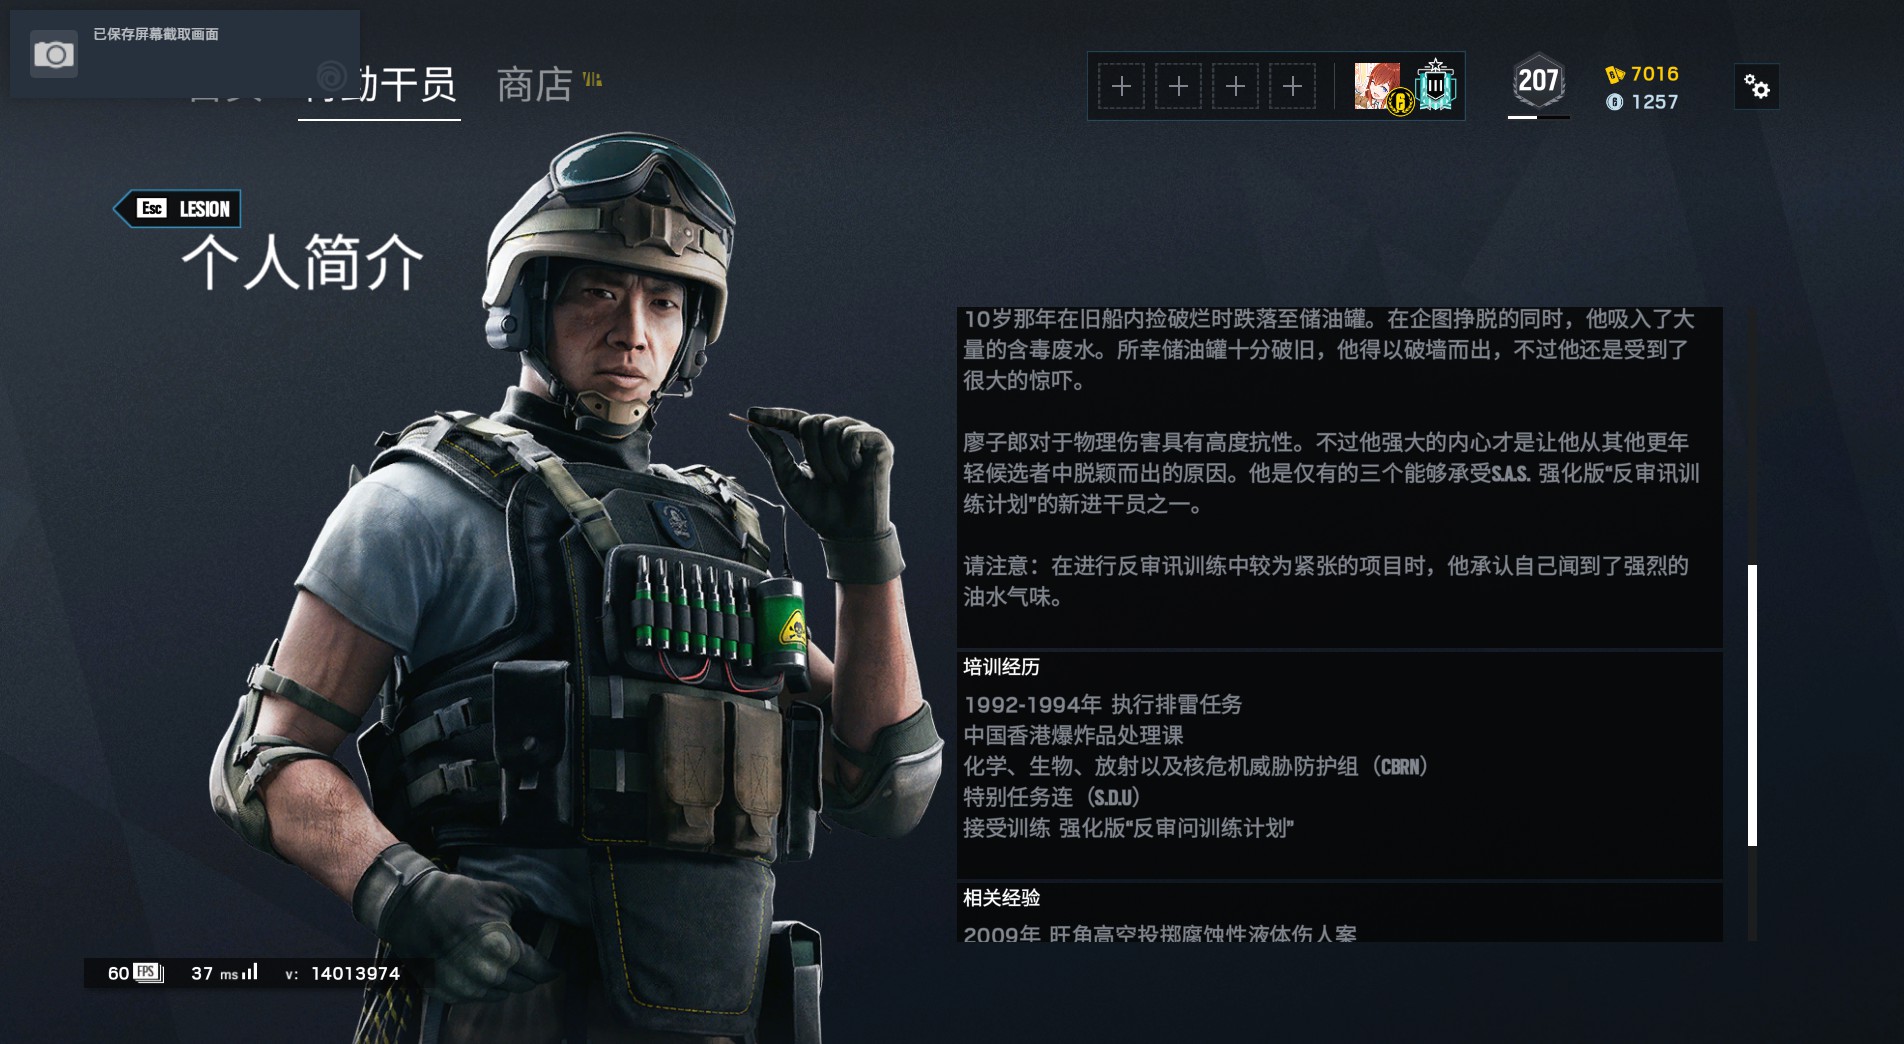 已保存屏幕截取画面
行动干员
商店
207
7016
1257
Esc LESION
个人简介
10岁那年在旧船内捡破烂时跌落至储油罐。在企图挣脱的同时，他吸入了大
量的含毒废水。所幸储油罐十分破旧，他得以破墙而出，不过他还是受到了
很大的惊吓。
廖子郎对于物理伤害具有高度抗性。不过他强大的内心才是让他从其他更年
轻候选者中脱颖而出的原因。他是仅有的三个能够承受S.A.S. 强化版“反审讯训
练计划”的新进干员之一。
请注意：在进行反审讯训练中较为紧张的项目时，他承认自己闻到了强烈的
油水气味。
培训经历
1992-1994年 执行排雷任务
中国香港爆炸品处理课
化学、生物、放射以及核危机威胁防护组（CBRN）
特别任务连（S.D.U）
接受训练 强化版“反审问训练计划”
相关经验
2009年 旺角高空投掷腐蚀性液体伤人案
60 FPS 37 ms v: 14013974